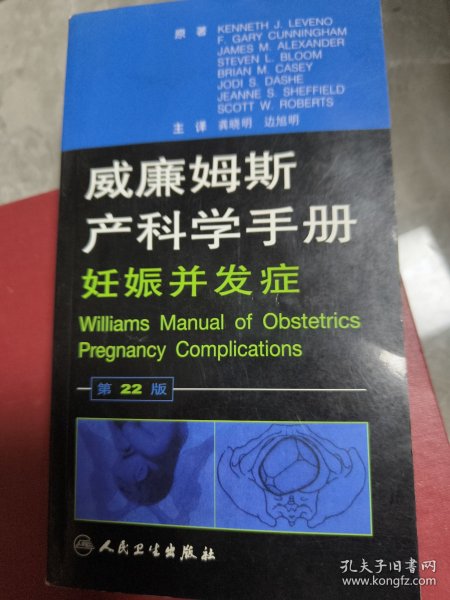 原 著 KENNETH J. LEVENO
F. GARY CUNNINGHAM
JAMES M. ALEXANDER
STEVEN L. BLOOM
BRIAN M. CASEY
JODI S. DASHE
JEANNE S. SHEFFIELD
SCOTT W. ROBERTS
主 译 龚晓明 边旭明
威廉姆斯
产科学手册
妊娠并发症
Williams Manual of Obstetrics
Pregnancy Complications
第 22 版
人民卫生出版社
孔夫子旧书网
www.kongfz.com